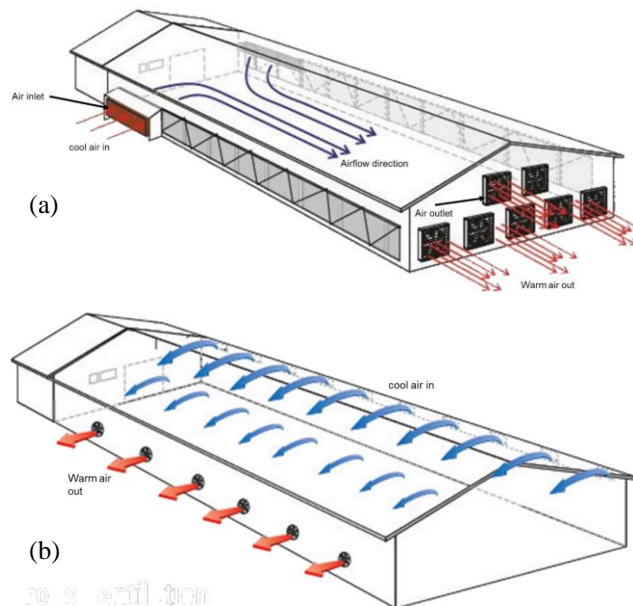 Air inlet
cool air in
Airflow direction
(a)
Air outlet
Warm air out
cool air in
Warm air
out
(b)